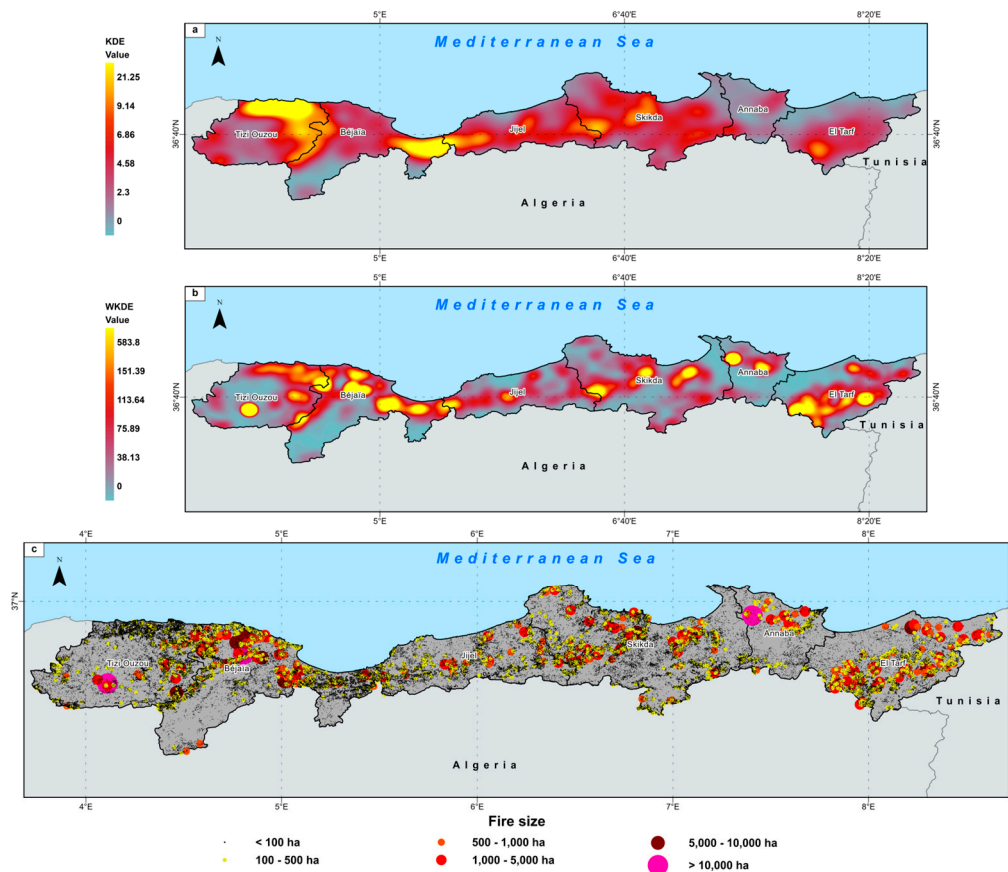 5°E 6°40'E 8°20'E
a
Mediterranean Sea
N
KDE
Value
21.25
9.14
6.86
4.58
2.3
0
36°40'N
36°40'N
Tizi Ouzou
Béjaïa
Jijel
Skikda
Annaba
El Tarf
Tunisia
Algeria
5°E 6°40'E 8°20'E
b
Mediterranean Sea
N
WKDE
Value
583.8
151.39
113.64
75.89
38.13
0
36°40'N
36°40'N
Tizi Ouzou
Béjaïa
Jijel
Skikda
Annaba
El Tarf
Tunisia
Algeria
5°E 6°40'E 8°20'E
4°E 5°E 6°E 7°E 8°E
c
Mediterranean Sea
N
37
Tizi Ouzou
Béjaïa
Jijel
Skikda
Annaba
El Tarf
Tunisia
Algeria
4°E 5°E 6°E 7°E 8°E
Fire size
< 100 ha
500 - 1,000 ha
5,000 - 10,000 ha
100 - 500 ha
1,000 - 5,000 ha
> 10,000 ha